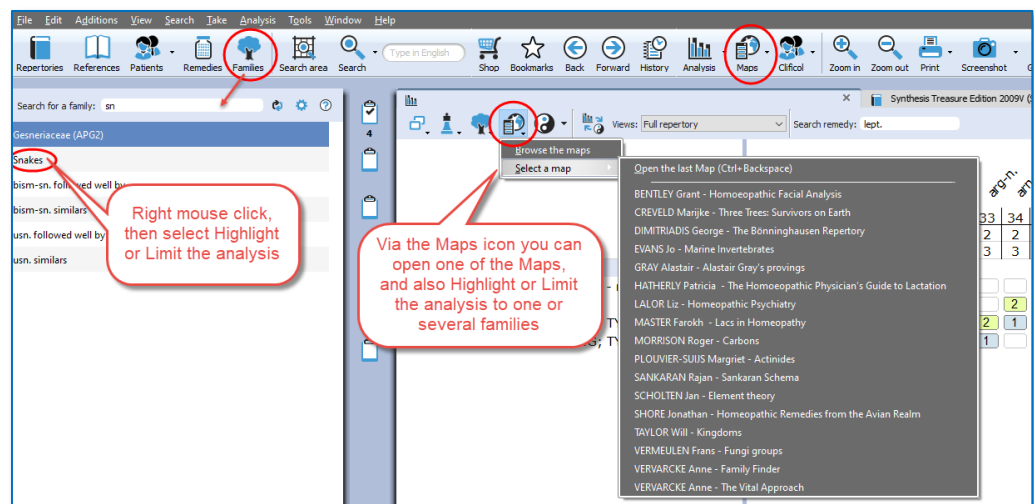 File Edit Additions View Search Take Analysis Tools Window Help
Type in English
Repertories References Patients Remedies Families Search area Search Shop Bookmarks Back Forward History Analysis Maps Clificol Zoom in Zoom out Print Screenshot
Search for a family: sn
Gesneriaceae (APG2)
Snakes
bism-sn. followed well by
bism-sn. similars
usn. followed well by
usn. similars
Right mouse click,
then select Highlight
or Limit the analysis
4
Synthesis Treasure Edition 2009V (S
Views: Full repertory
Search remedy: lept.
Browse the maps
Select a map
Via the Maps icon you can
open one of the Maps,
and also Highlight or Limit
the analysis to one or
several families
Open the last Map (Ctrl+Backspace)
BENTLEY Grant - Homoeopathic Facial Analysis
CREVELD Marijke - Three Trees: Survivors on Earth
DIMITRIADIS George - The Bönninghausen Repertory
EVANS Jo - Marine Invertebrates
GRAY Alastair - Alastair Gray's provings
HATHERLY Patricia - The Homoeopathic Physician's Guide to Lactation
LALOR Liz - Homeopathic Psychiatry
MASTER Farokh - Lacs in Homeopathy
MORRISON Roger - Carbons
PLOUVIER-SUIJS Margriet - Actinides
SANKARAN Rajan - Sankaran Schema
SCHOLTEN Jan - Element theory
SHORE Jonathan - Homeopathic Remedies from the Avian Realm
TAYLOR Will - Kingdoms
VERMEULEN Frans - Fungi groups
VERVARCKE Anne - Family Finder
VERVARCKE Anne - The Vital Approach
arg-n.
33 34
2 2
3 3
2
2 1
1